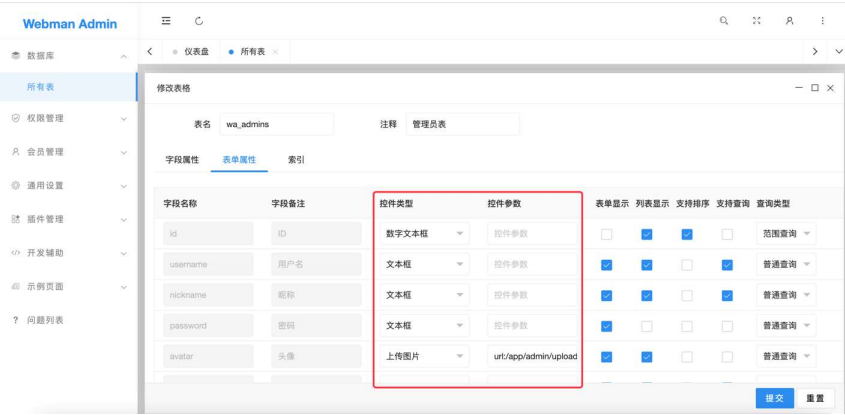 Webman Admin
数据库
仪表盘 所有表
所有表
修改表格
权限管理
表名 wa_admins 注释 管理员表
会员管理
字段属性 表单属性 索引
通用设置
字段名称 字段备注 控件类型 控件参数 表单显示 列表显示 支持排序 支持查询 查询类型
插件管理
id ID 数字文本框 控件参数 范围查询
开发辅助
username 用户名 文本框 控件参数 普通查询
示例页面
nickname 昵称 文本框 控件参数 普通查询
? 问题列表
password 密码 文本框 控件参数 普通查询
avatar 头像 上传图片 url:/app/admin/upload 普通查询
提交 重置